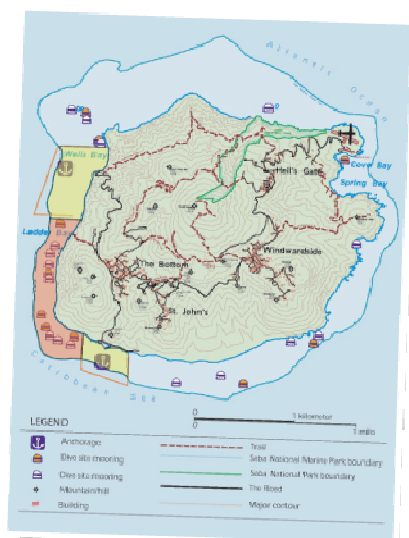 Atlantic Ocean
Wells Bay
Hell's Gate
Cove Bay
Spring Bay
Ladder Bay
Windwardside
The Bottom
St. John's
Caribbean Sea
LEGEND
0 1 kilometer
0 1 mile
Anchorage
Dive site mooring
Dive site mooring
Mountain/hill
Building
Trail
Saba National Marine Park boundary
Saba National Park boundary
The Road
Major contour